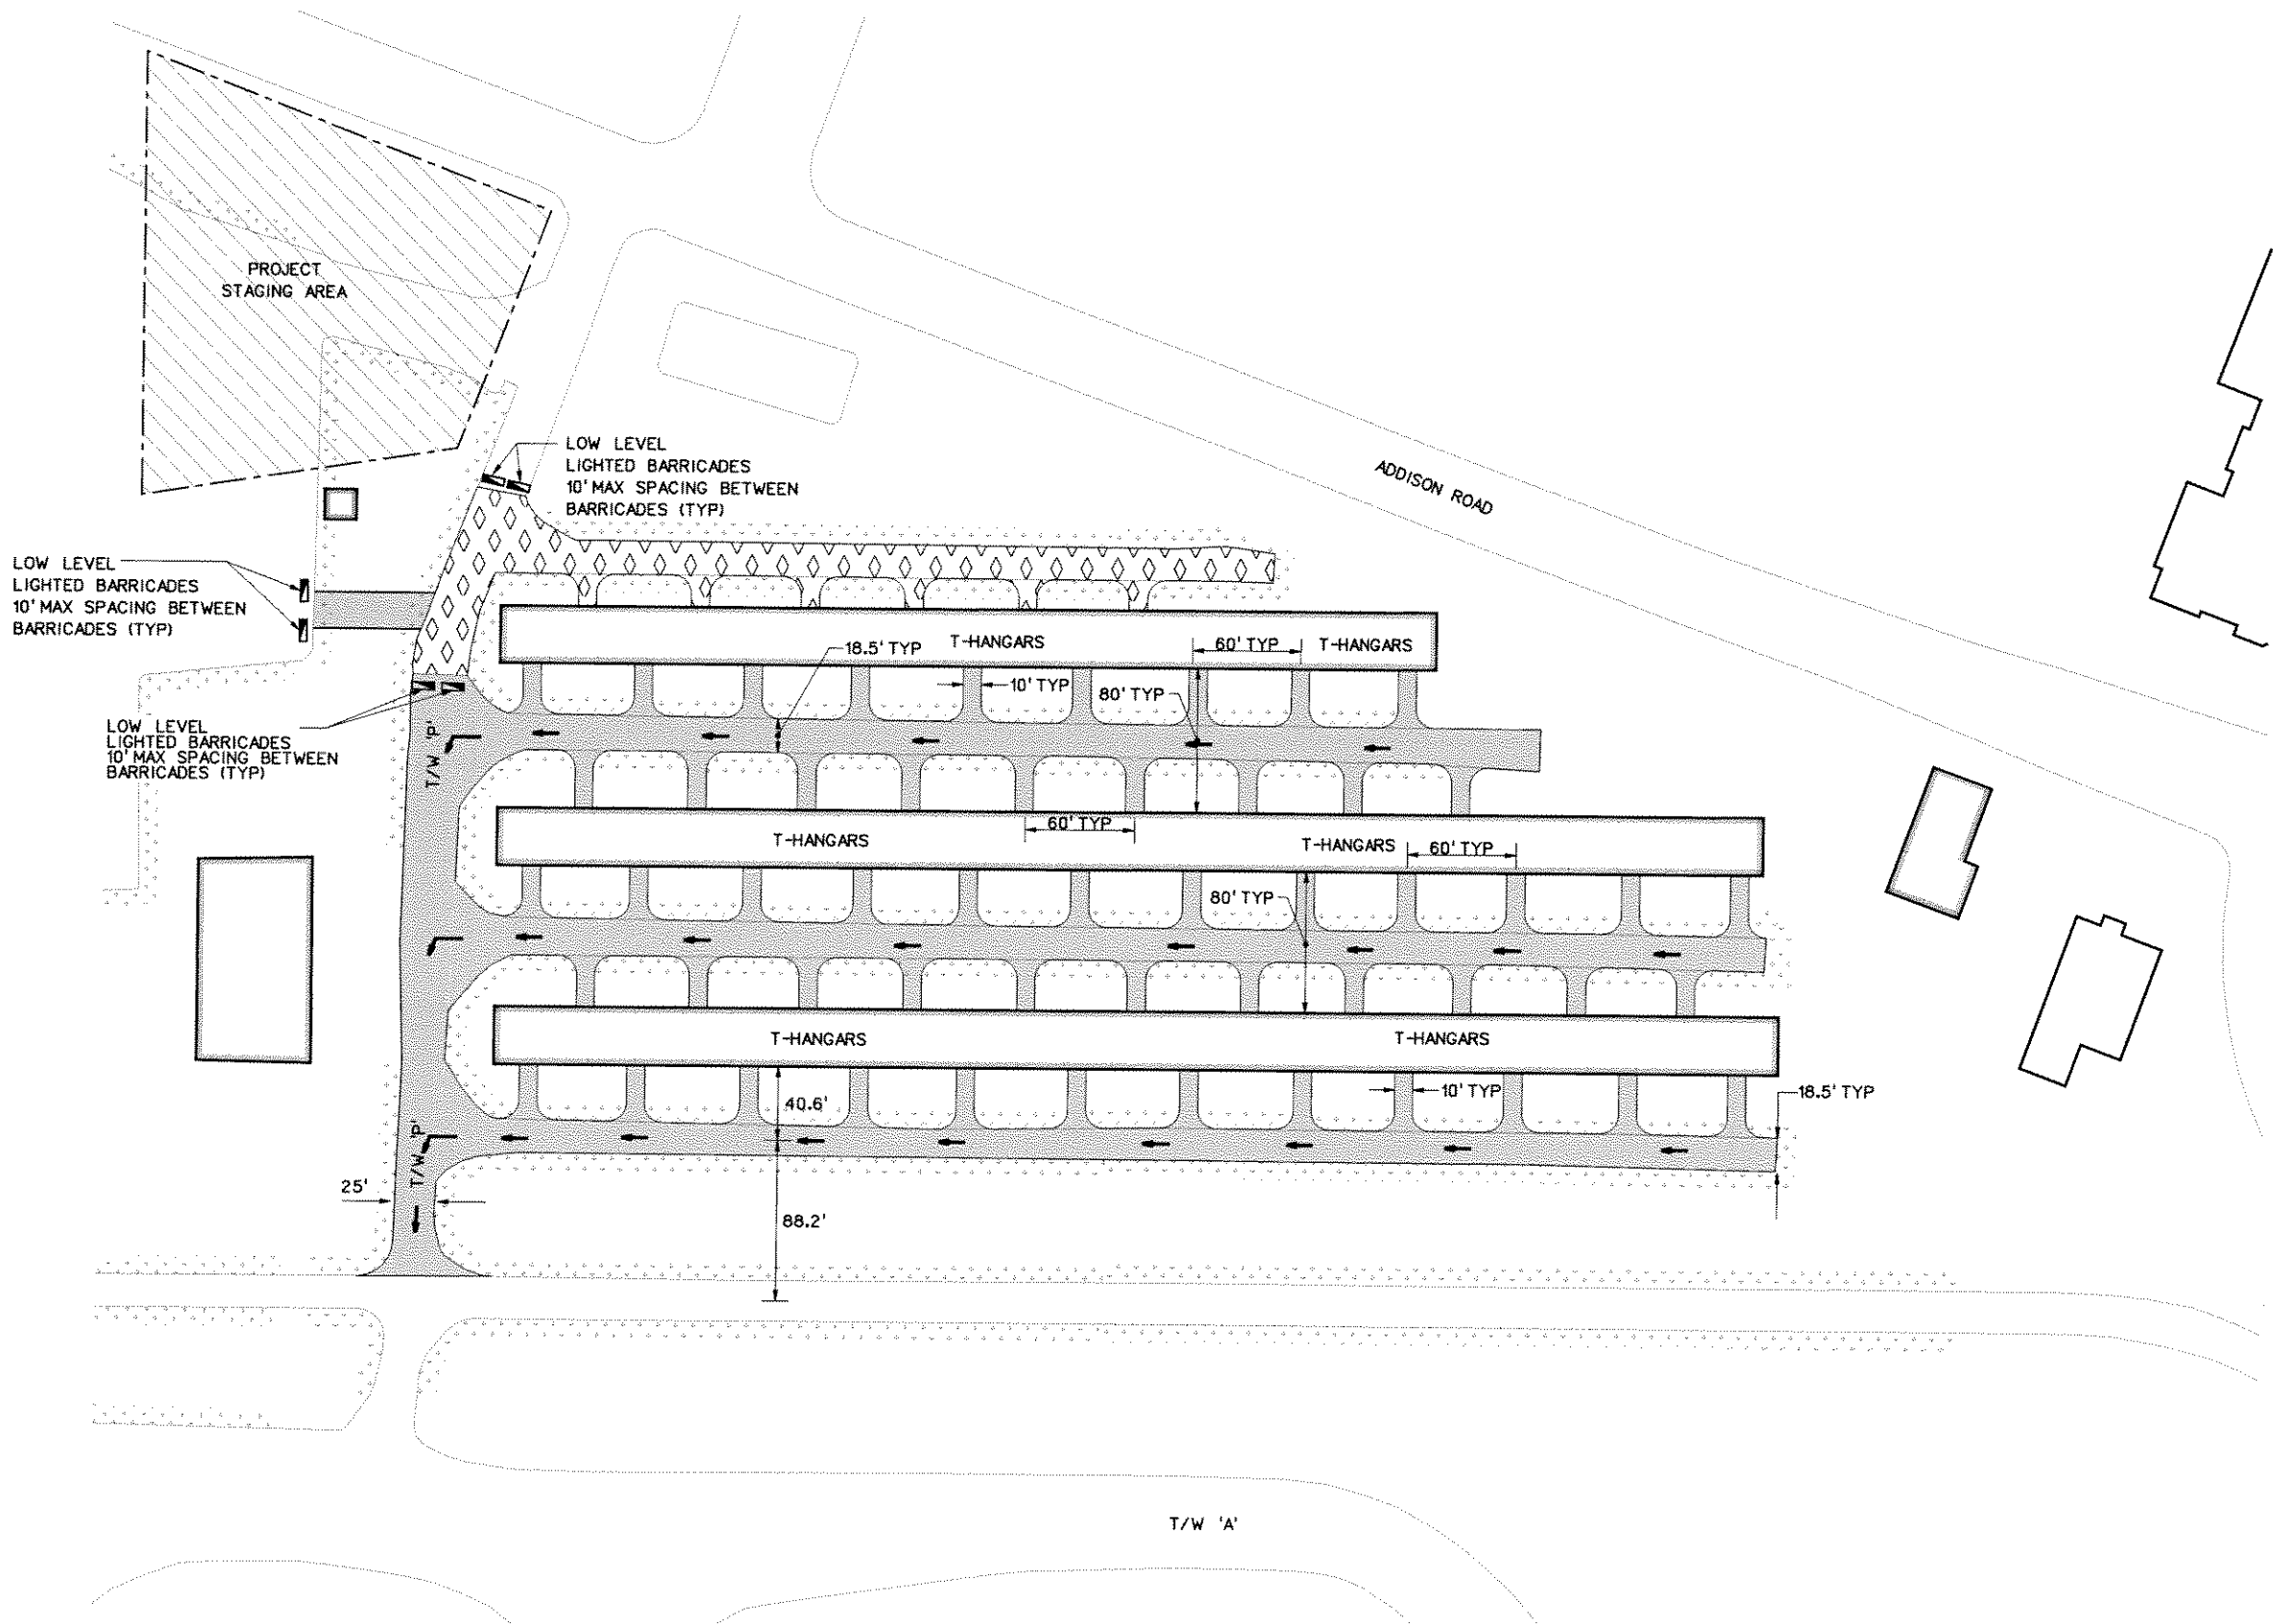 PROJECT
STAGING AREA
LOW LEVEL
LIGHTED BARRICADES
10' MAX SPACING BETWEEN
BARRICADES (TYP)
ADDISON ROAD
LOW LEVEL
LIGHTED BARRICADES
10' MAX SPACING BETWEEN
BARRICADES (TYP)
18.5' TYP
T-HANGARS
60' TYP
T-HANGARS
10' TYP
80' TYP
LOW LEVEL
LIGHTED BARRICADES
10' MAX SPACING BETWEEN
BARRICADES (TYP)
T/W 'P'
60' TYP
T-HANGARS
T-HANGARS
60' TYP
80' TYP
T-HANGARS
T-HANGARS
40.6'
10' TYP
18.5' TYP
T/W 'P'
25'
88.2'
T/W 'A'